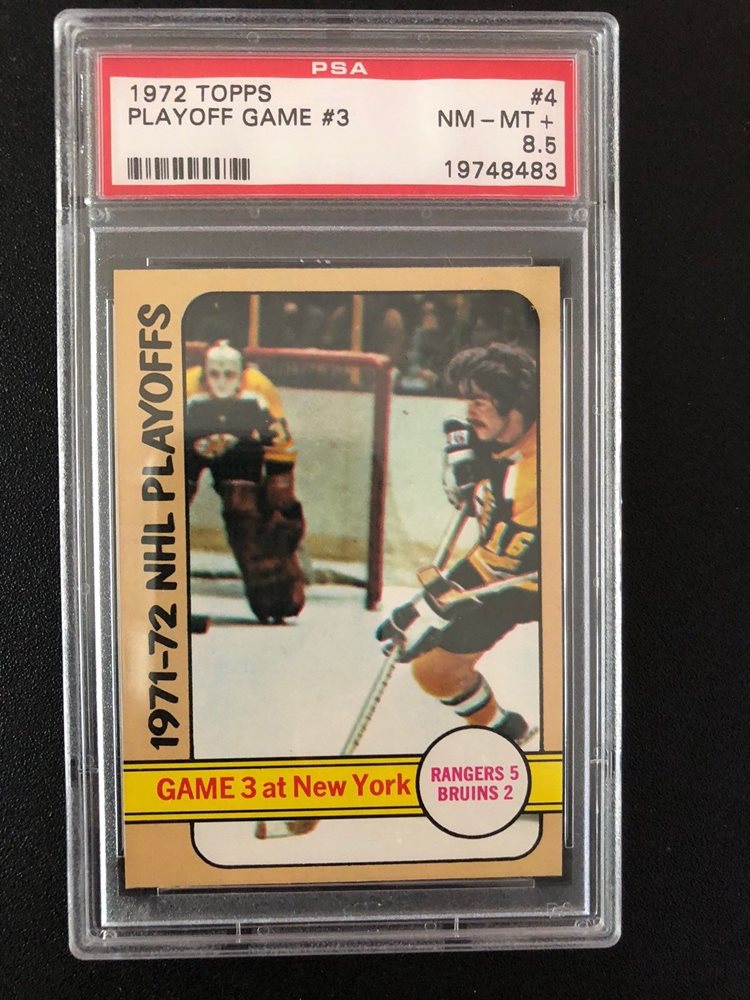 PSA
1972 TOPPS #4
PLAYOFF GAME #3 NM-MT+
8.5
19748483
1971-72 NHL PLAYOFFS
16
GAME 3 at New York
RANGERS 5
BRUINS 2